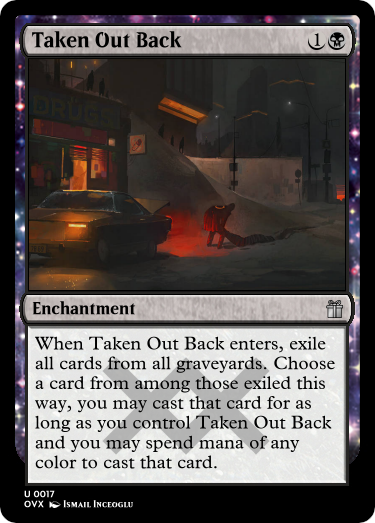 Taken Out Back
1
DRUGS
Enchantment
When Taken Out Back enters, exile
all cards from all graveyards. Choose
a card from among those exiled this
way, you may cast that card for as
long as you control Taken Out Back
and you may spend mana of any
color to cast that card.
U 0017
OVX Ismail Inceoglu